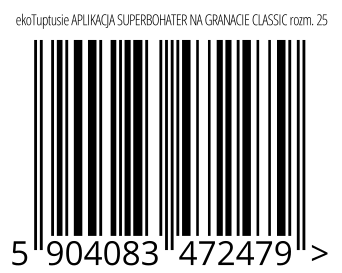 ekoTuptusie APLIKACJA SUPERBOHATER NA GRANACIE CLASSIC rozm. 25
5 904083 472479 >